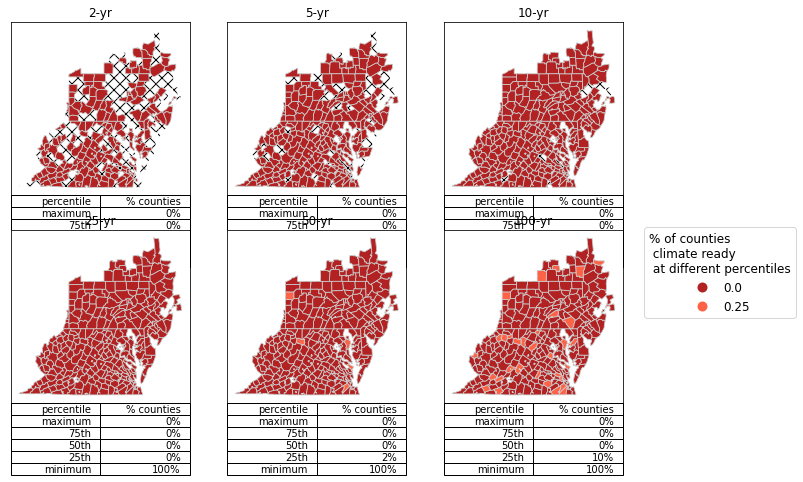 2-yr
5-yr
10-yr
percentile % counties
maximum 0%
75th 0%
percentile % counties
maximum 0%
75th 0%
percentile % counties
maximum 0%
75th 0%
25-yr
50-yr
100-yr
percentile % counties
maximum 0%
75th 0%
50th 0%
25th 0%
minimum 100%
percentile % counties
maximum 0%
75th 0%
50th 0%
25th 2%
minimum 100%
percentile % counties
maximum 0%
75th 0%
50th 0%
25th 10%
minimum 100%
% of counties
climate ready
at different percentiles
0.0
0.25